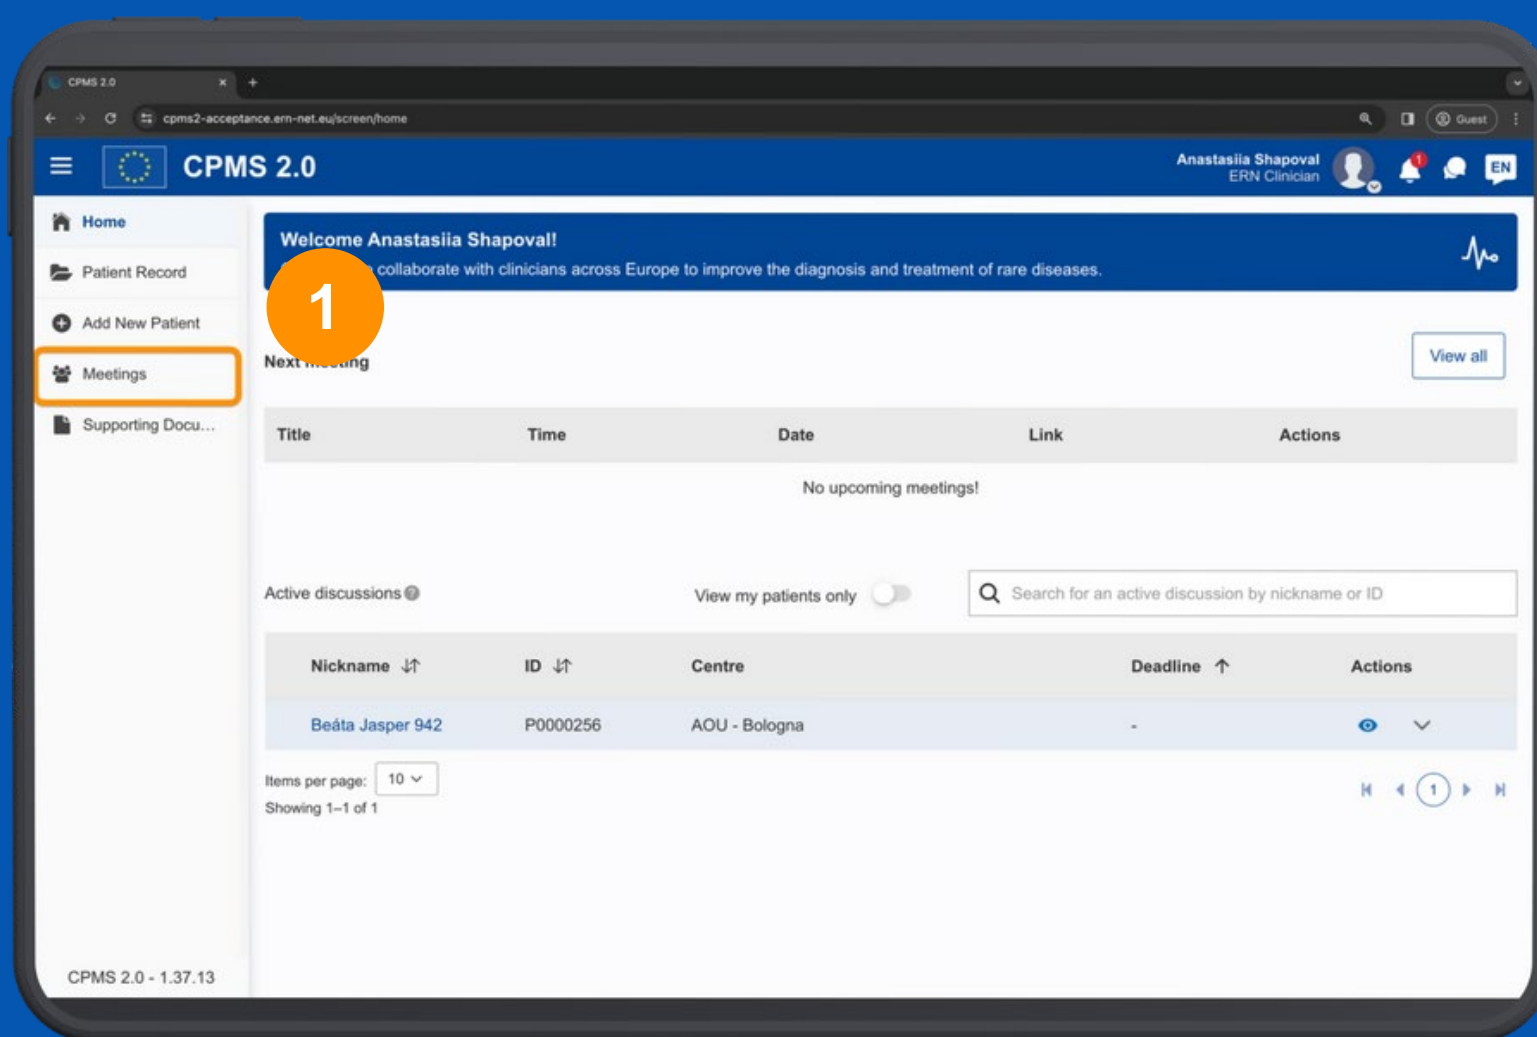 CPMS 2.0
cpms2-acceptance.ern-net.eu/screen/home
Guest
CPMS 2.0
Anastasiia Shapoval
ERN Clinician
1
EN
Home
Patient Record
Add New Patient
Meetings
Supporting Docu...
CPMS 2.0 - 1.37.13
Welcome Anastasiia Shapoval!
collaborate with clinicians across Europe to improve the diagnosis and treatment of rare diseases.
1
Next meeting
View all
Title Time Date Link Actions
No upcoming meetings!
Active discussions
View my patients only
Search for an active discussion by nickname or ID
Nickname ID Centre Deadline Actions
Beáta Jasper 942 P0000256 AOU - Bologna -
Items per page: 10
Showing 1–1 of 1
1